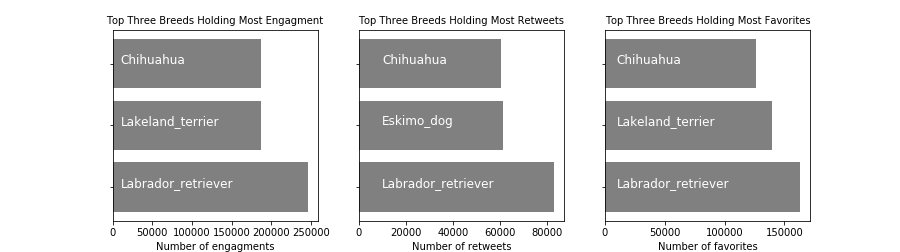 Top Three Breeds Holding Most Engagment
Chihuahua
Lakeland_terrier
Labrador_retriever
0 50000 100000 150000 200000 250000
Number of engagments
Top Three Breeds Holding Most Retweets
Chihuahua
Eskimo_dog
Labrador_retriever
0 20000 40000 60000 80000
Number of retweets
Top Three Breeds Holding Most Favorites
Chihuahua
Lakeland_terrier
Labrador_retriever
0 50000 100000 150000
Number of favorites